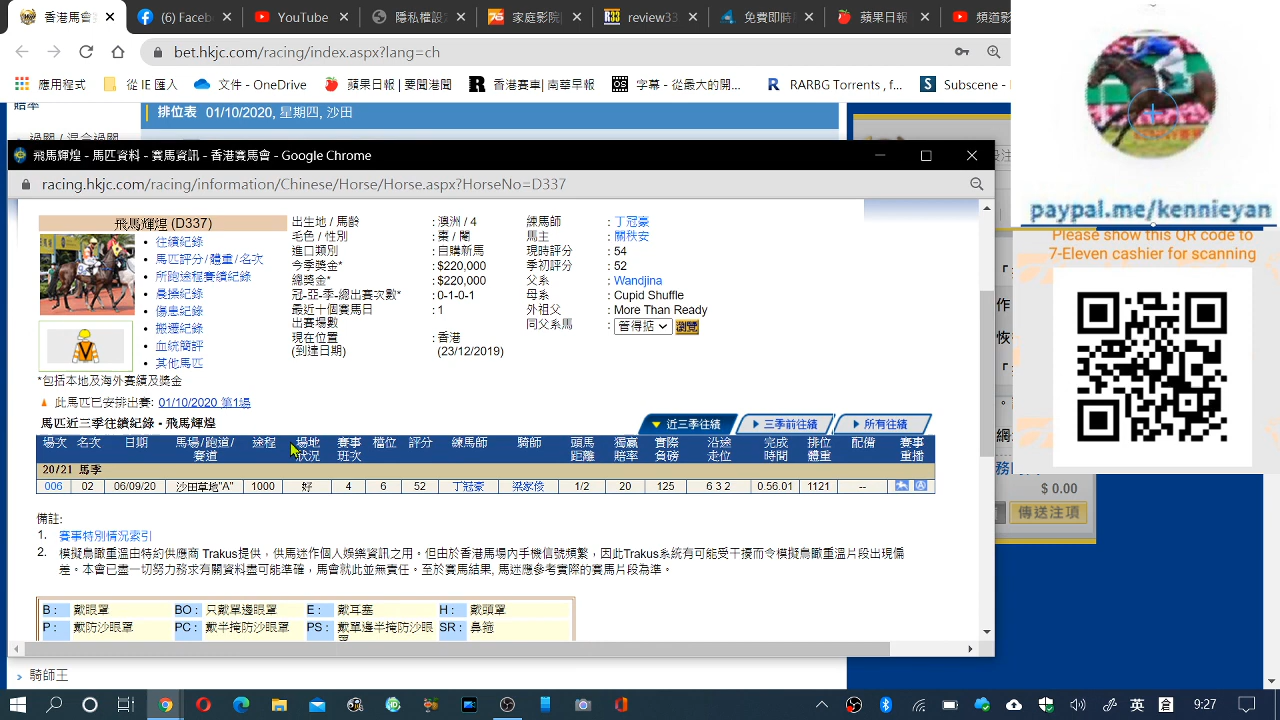 香港賽馬會
(6) (Faceb
YouTube
review33
免費即時
蘋果日報
bet.hkjc.com/racing/index.aspx?lang=ch
應用程式
從 IE 匯入
文件 - OneDrive
香港賽事|南華早報
字幕 - 從最大的...
RARBG Torrents , f...
Subscene -
排位表 01/10/2020, 星期四, 沙田
飛馬輝煌 - 馬匹資料 - 賽馬資訊 - 香港賽馬會 - Google Chrome
racing.hkjc.com/racing/information/Chinese/Horse/Horse.aspx?HorseNo=D337
飛馬輝煌 (D337)
往績紀錄
馬匹評分/體重/名次
所跑途程賽績紀錄
晨操紀錄
傷患紀錄
搬遷紀錄
血統簡評
其他馬匹
出生地 / 馬齡 : 澳洲 / 4
毛色 / 性別
進口類別
今季獎金* : $220,000
總獎金* : $220,000
冠-亞-季-總出賽次數* : 0-1-0-1
最近十個賽馬日
出賽場數 : 1
現在位置
(到達日期) : 香港
(23/12/2019)
練馬師 : 丁冠豪
馬主 : 關秋安
現時評分 : 54
季初評分 : 52
父系 : Wandjina
母系 : Cupid Shuffle
外祖父 : More Than Ready
同父系馬 : 管得掂 瀏覽
*包括本地及海外賽績及獎金
此馬匹已安排出賽: 01/10/2020 第1場
馬匹近三季往績紀錄 - 飛馬輝煌
近三季往績 三季前往績 所有往績
場次 名次 日期 馬場/跑道/賽道 途程 賽事班次 檔位 評分 練馬師 騎師 頭馬距離 獨贏賠率 實際負磅 沿途走位 完成時間 排位體重 配備 賽事重播
20/21 馬季
006 02 06/09/20 沙田草地"A" 1000 好 4 6 52 丁冠豪 梁家俊 1/2 20 125 6 3 2 0.56.01 1121 --
備註:
1. 賽事特別情況索引
2. 模擬鳥瞰重溫由特約供應商 Trakus提供，供馬迷作個人娛樂資訊之用。但由於香港馬場內手機信號頻繁，因此Trakus系統有可能受干擾而令模擬鳥瞰重溫片段出現偏
差。本會已盡一切努力務求有關資料盡可能準確，馬會就此並無責任。至於賽馬結果, 馬迷請參考實際的賽馬片段為準。
B : 戴眼罩 BO : 只戴單邊眼罩 E : 戴耳塞 H : 戴頭罩
P : 戴防沙眼罩 PC : 戴半掩防沙眼罩 PS : 戴單邊半掩防沙眼罩 SR : 鼻箍
騎師王
paypal.me/kennieyan
Please show this QR code to
7-Eleven cashier for scanning
$ 0.00
傳送注項
英
9:27